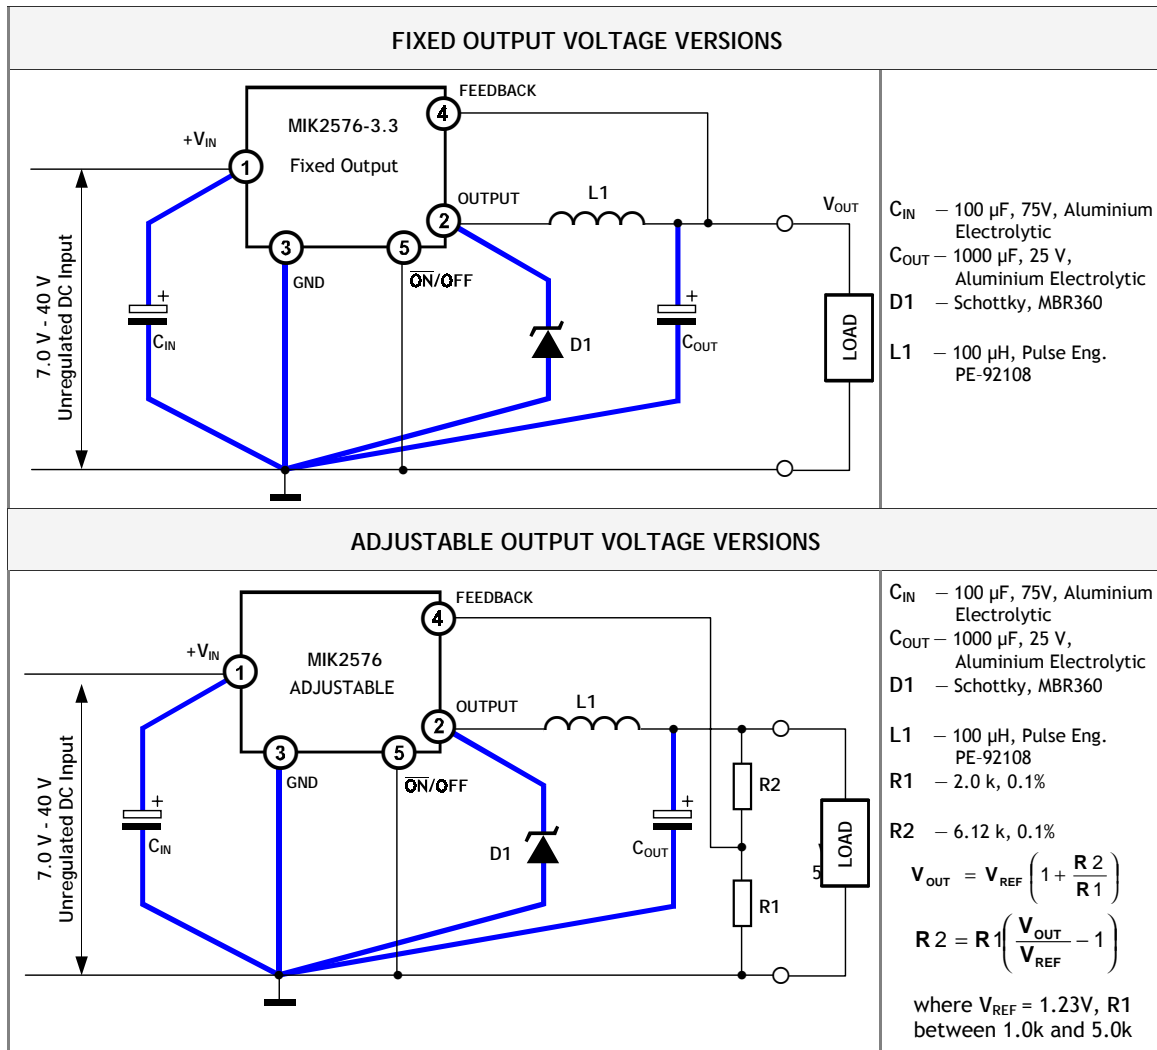 FIXED OUTPUT VOLTAGE VERSIONS
FEEDBACK
4
MIK2576-3.3
Fixed Output
+VIN
1
OUTPUT
2
L1
VOUT
3
5
GND
ON/OFF
+
CIN
D1
+
COUT
LOAD
7.0 V - 40 V
Unregulated DC Input
CIN – 100 µF, 75V, Aluminium
Electrolytic
COUT – 1000 µF, 25 V,
Aluminium Electrolytic
D1 – Schottky, MBR360
L1 – 100 µH, Pulse Eng.
PE-92108
ADJUSTABLE OUTPUT VOLTAGE VERSIONS
FEEDBACK
4
MIK2576
ADJUSTABLE
+VIN
1
OUTPUT
2
L1
3
5
GND
ON/OFF
+
CIN
D1
+
COUT
R2
R1
5
LOAD
7.0 V - 40 V
Unregulated DC Input
CIN – 100 µF, 75V, Aluminium
Electrolytic
COUT – 1000 µF, 25 V,
Aluminium Electrolytic
D1 – Schottky, MBR360
L1 – 100 µH, Pulse Eng.
PE-92108
R1 – 2.0 k, 0.1%
R2 – 6.12 k, 0.1%
VOUT = VREF (1 + R2/R1)
R2 = R1(VOUT/VREF – 1)
where VREF = 1.23V, R1
between 1.0k and 5.0k